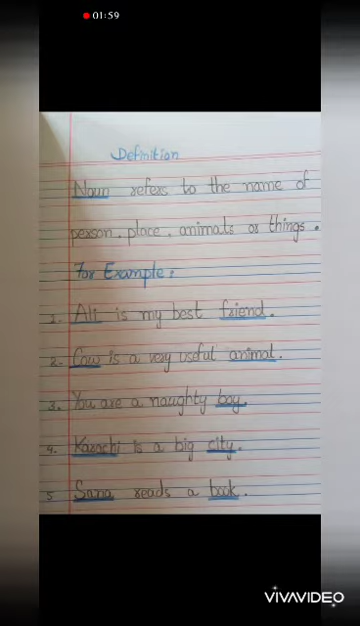 01:59
Definition
Noun refers to the name of
person, place, animals or things.
For Example:
1. Ali is my best friend.
2. Cow is a very useful animal.
3. You are a naughty boy.
4. Karachi is a big city.
5 Sana reads a book.
VIVAVIDEO